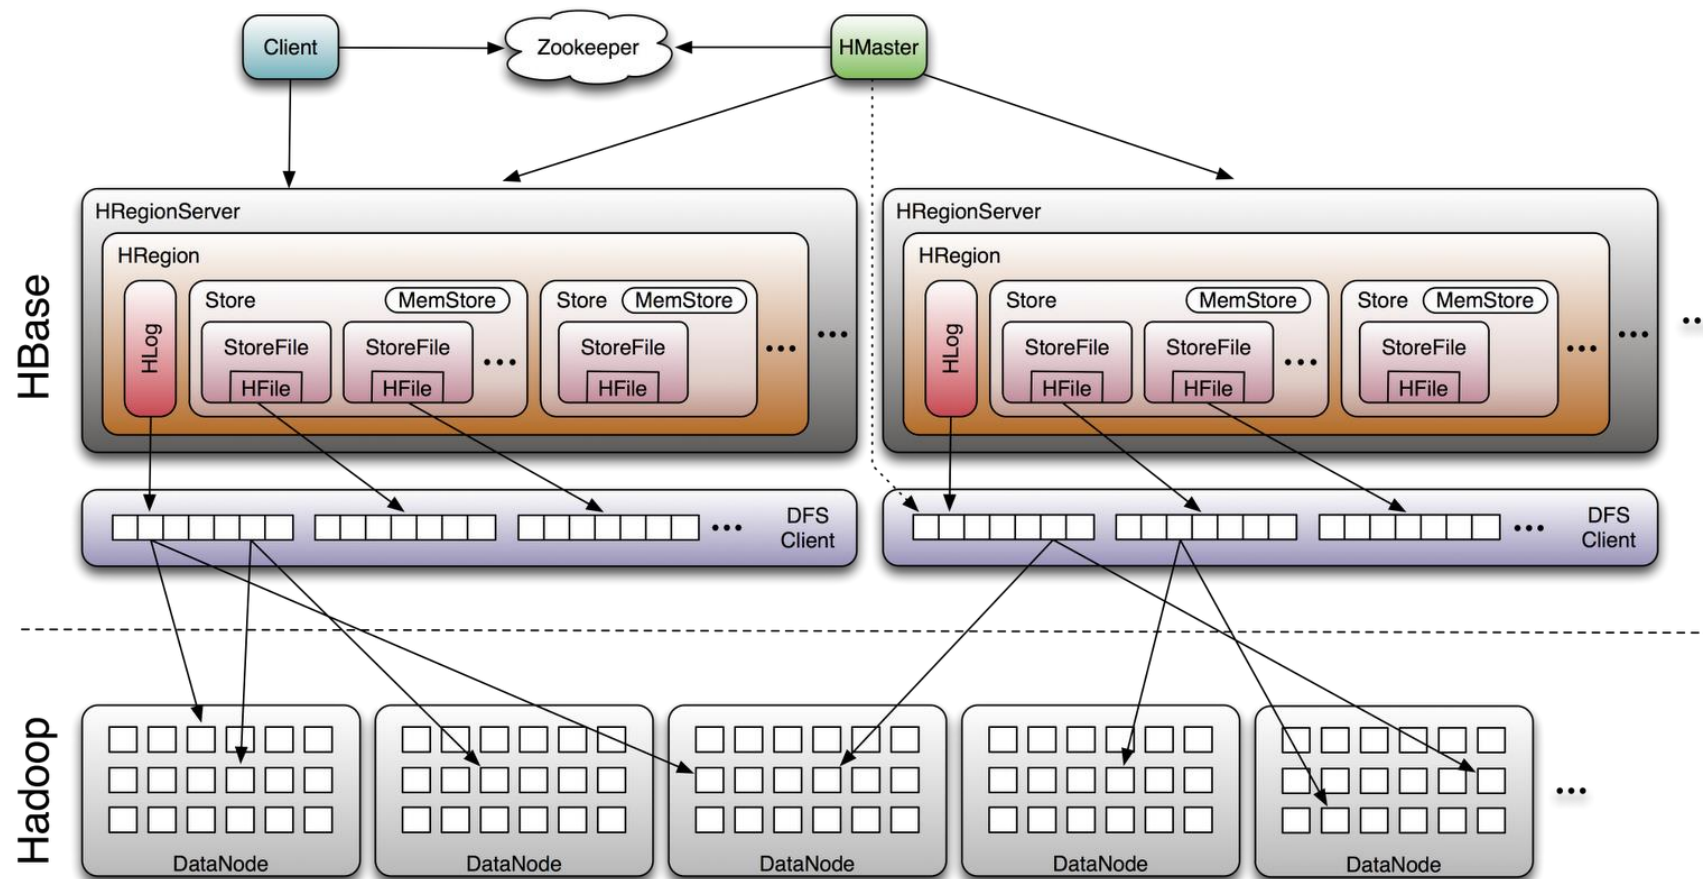 Client
Zookeeper
HMaster
HBase
HRegionServer
HRegion
HLog
Store
MemStore
StoreFile
HFile
StoreFile
HFile
...
Store
MemStore
StoreFile
HFile
...
...
HRegionServer
HRegion
HLog
Store
MemStore
StoreFile
HFile
StoreFile
HFile
...
Store
MemStore
StoreFile
HFile
...
...
...
DFS
Client
...
DFS
Client
...
Hadoop
DataNode
DataNode
DataNode
DataNode
DataNode
...